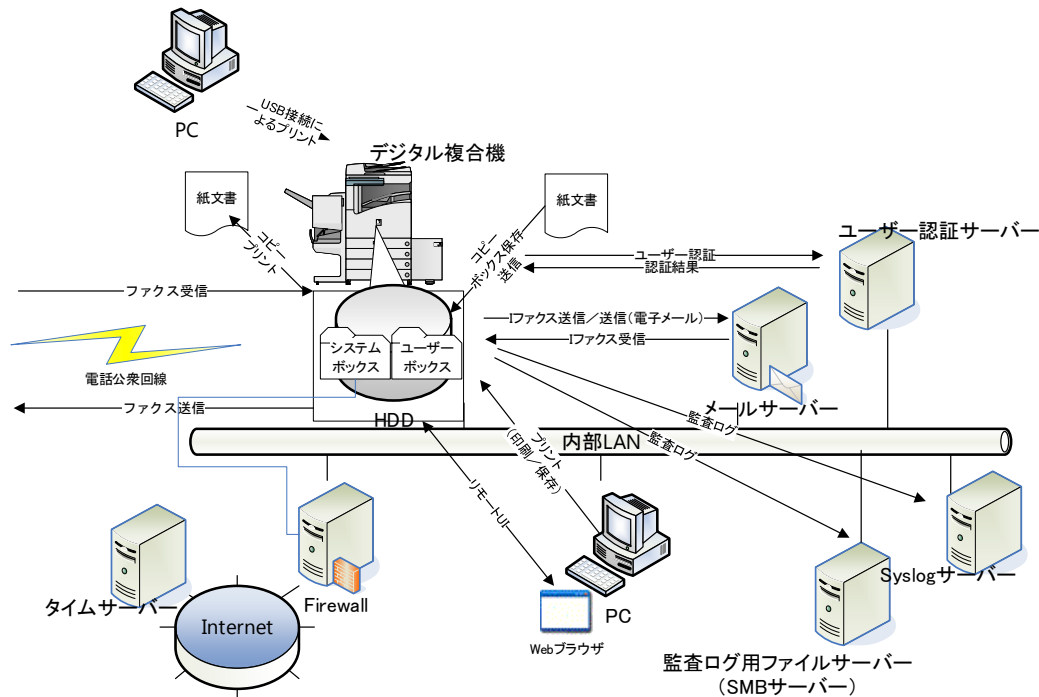 PC
USB接続に
よるプリント
デジタル複合機
紙文書
紙文書
コピー
プリント
コピー
ボックス保存
送信
ユーザー認証サーバー
ユーザー認証
認証結果
ファクス受信
Iファクス送信／送信(電子メール)
Iファクス受信
システム
ボックス
ユーザー
ボックス
電話公衆回線
ファクス送信
HDD
メールサーバー
監査ログ
監査ログ
内部LAN
プリント
(印刷／保存)
リモートUI
タイムサーバー
Firewall
Internet
PC
Webブラウザ
Syslogサーバー
監査ログ用ファイルサーバー
（SMBサーバー）